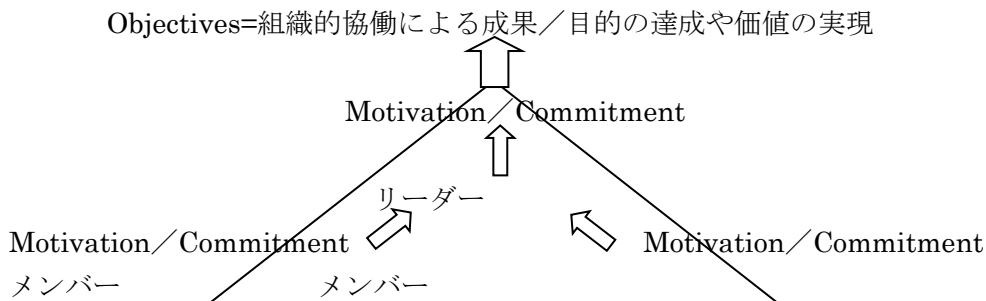 Objectives=組織的協働による成果／目的の達成や価値の実現
Motivation／Commitment
リーダー
Motivation／Commitment Motivation／Commitment
メンバー メンバー